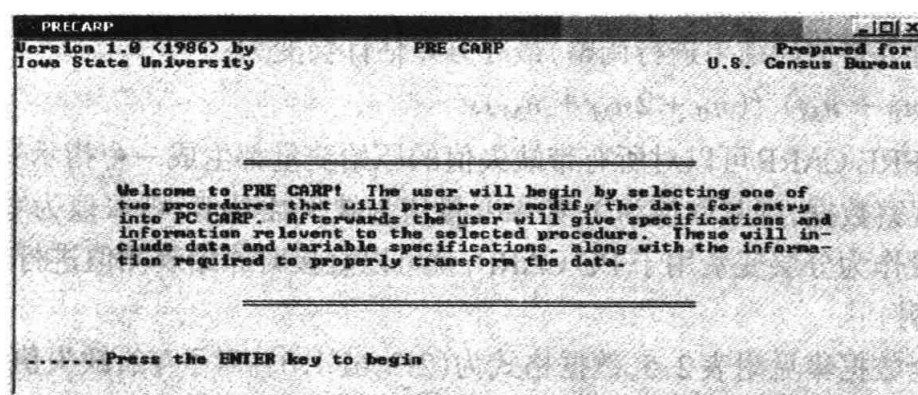 PRECARP
Version 1.0 (1986) by PRE CARP Prepared for
Iowa State University U.S. Census Bureau
Welcome to PRE CARP! The user will begin by selecting one of
two procedures that will prepare or modify the data for entry
into PC CARP. Afterwards the user will give specifications and
information relevent to the selected procedure. These will in-
clude data and variable specifications, along with the informa-
tion required to properly transform the data.
.......Press the ENTER key to begin